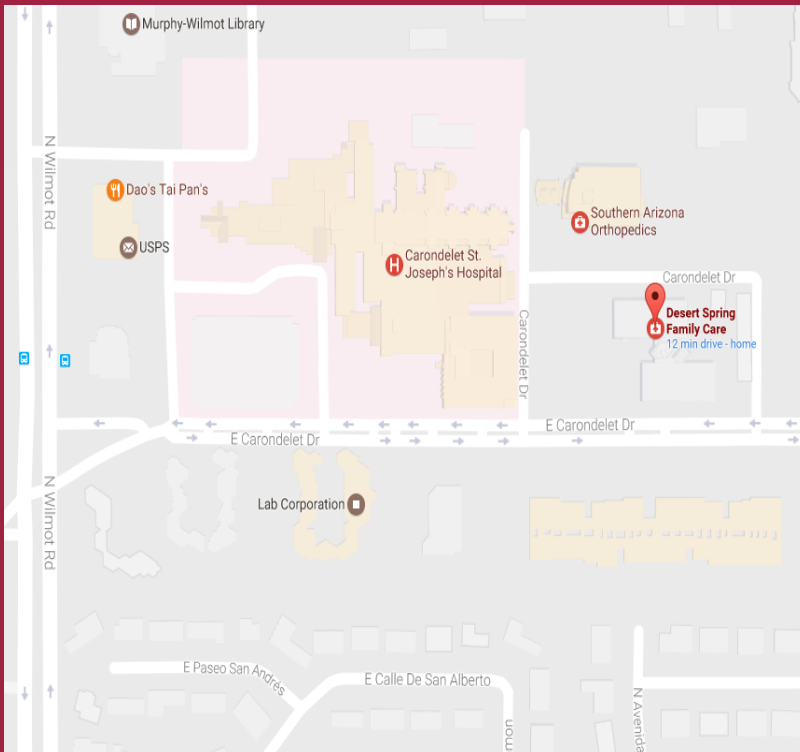 Murphy-Wilmot Library
N Wilmot Rd
Dao's Tai Pan's
USPS
Southern Arizona
Orthopedics
H
Carondelet St.
Joseph's Hospital
Carondelet Dr
Carondelet Dr
Desert Spring
Family Care
12 min drive - home
E Carondelet Dr
E Carondelet Dr
N Wilmot Rd
Lab Corporation
E Paseo San Andrés
E Calle De San Alberto
N Avenida